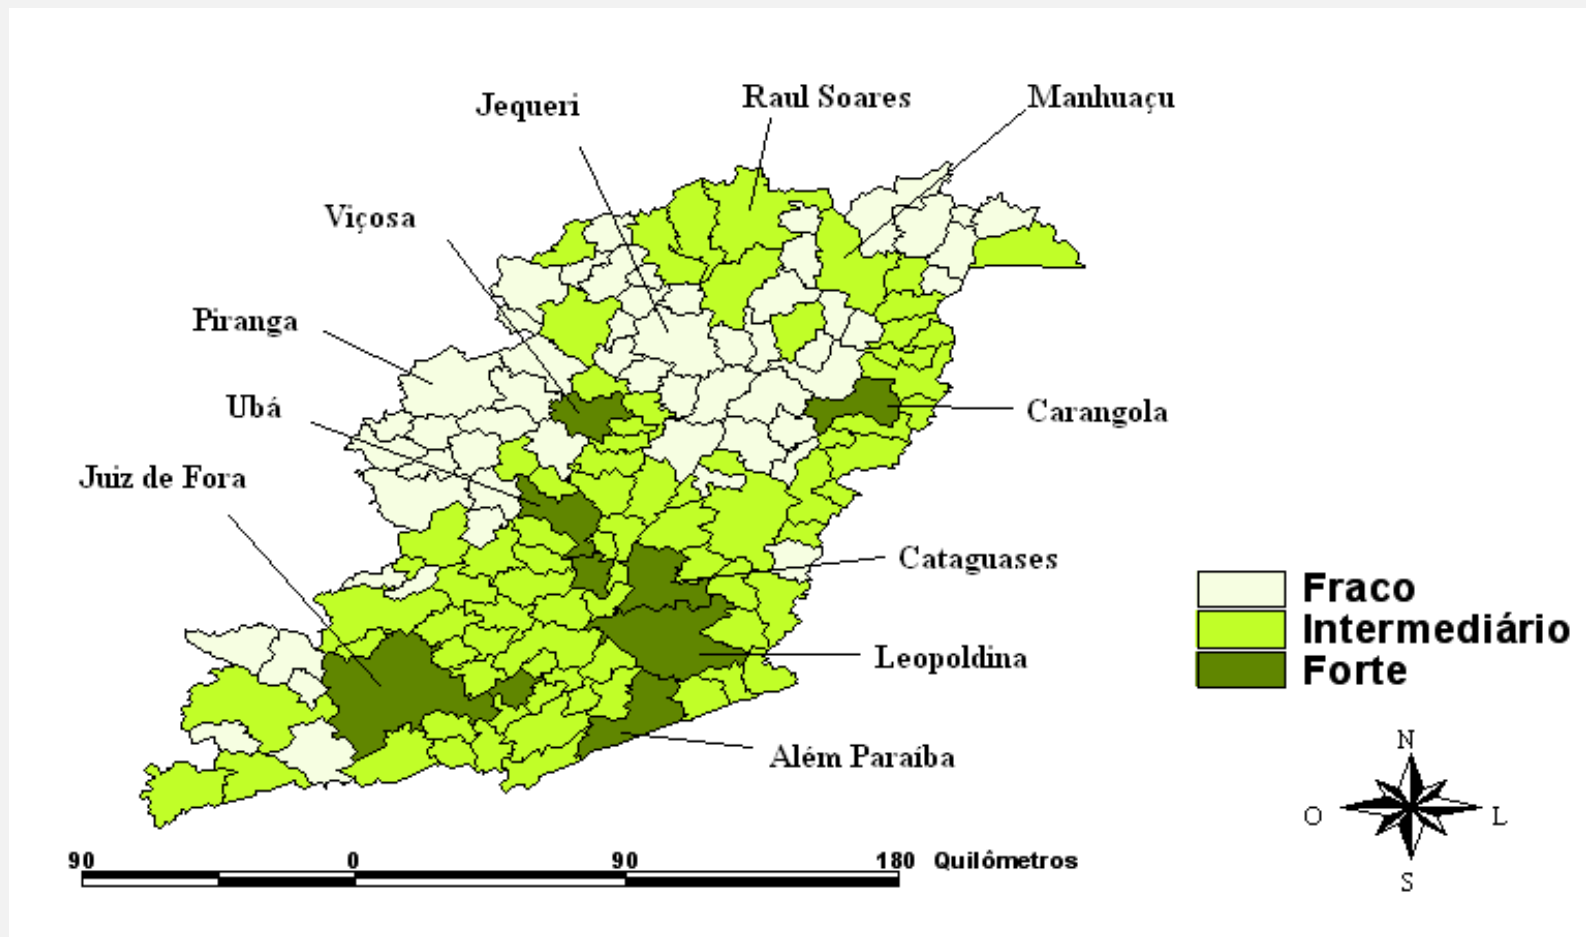 Jequeri
Raul Soares
Manhuaçu
Viçosa
Piranga
Ubá
Carangola
Juiz de Fora
Cataguases
Fraco
Intermediário
Leopoldina
Forte
Além Paraíba
N
O
L
S
90 0 90 180 Quilômetros